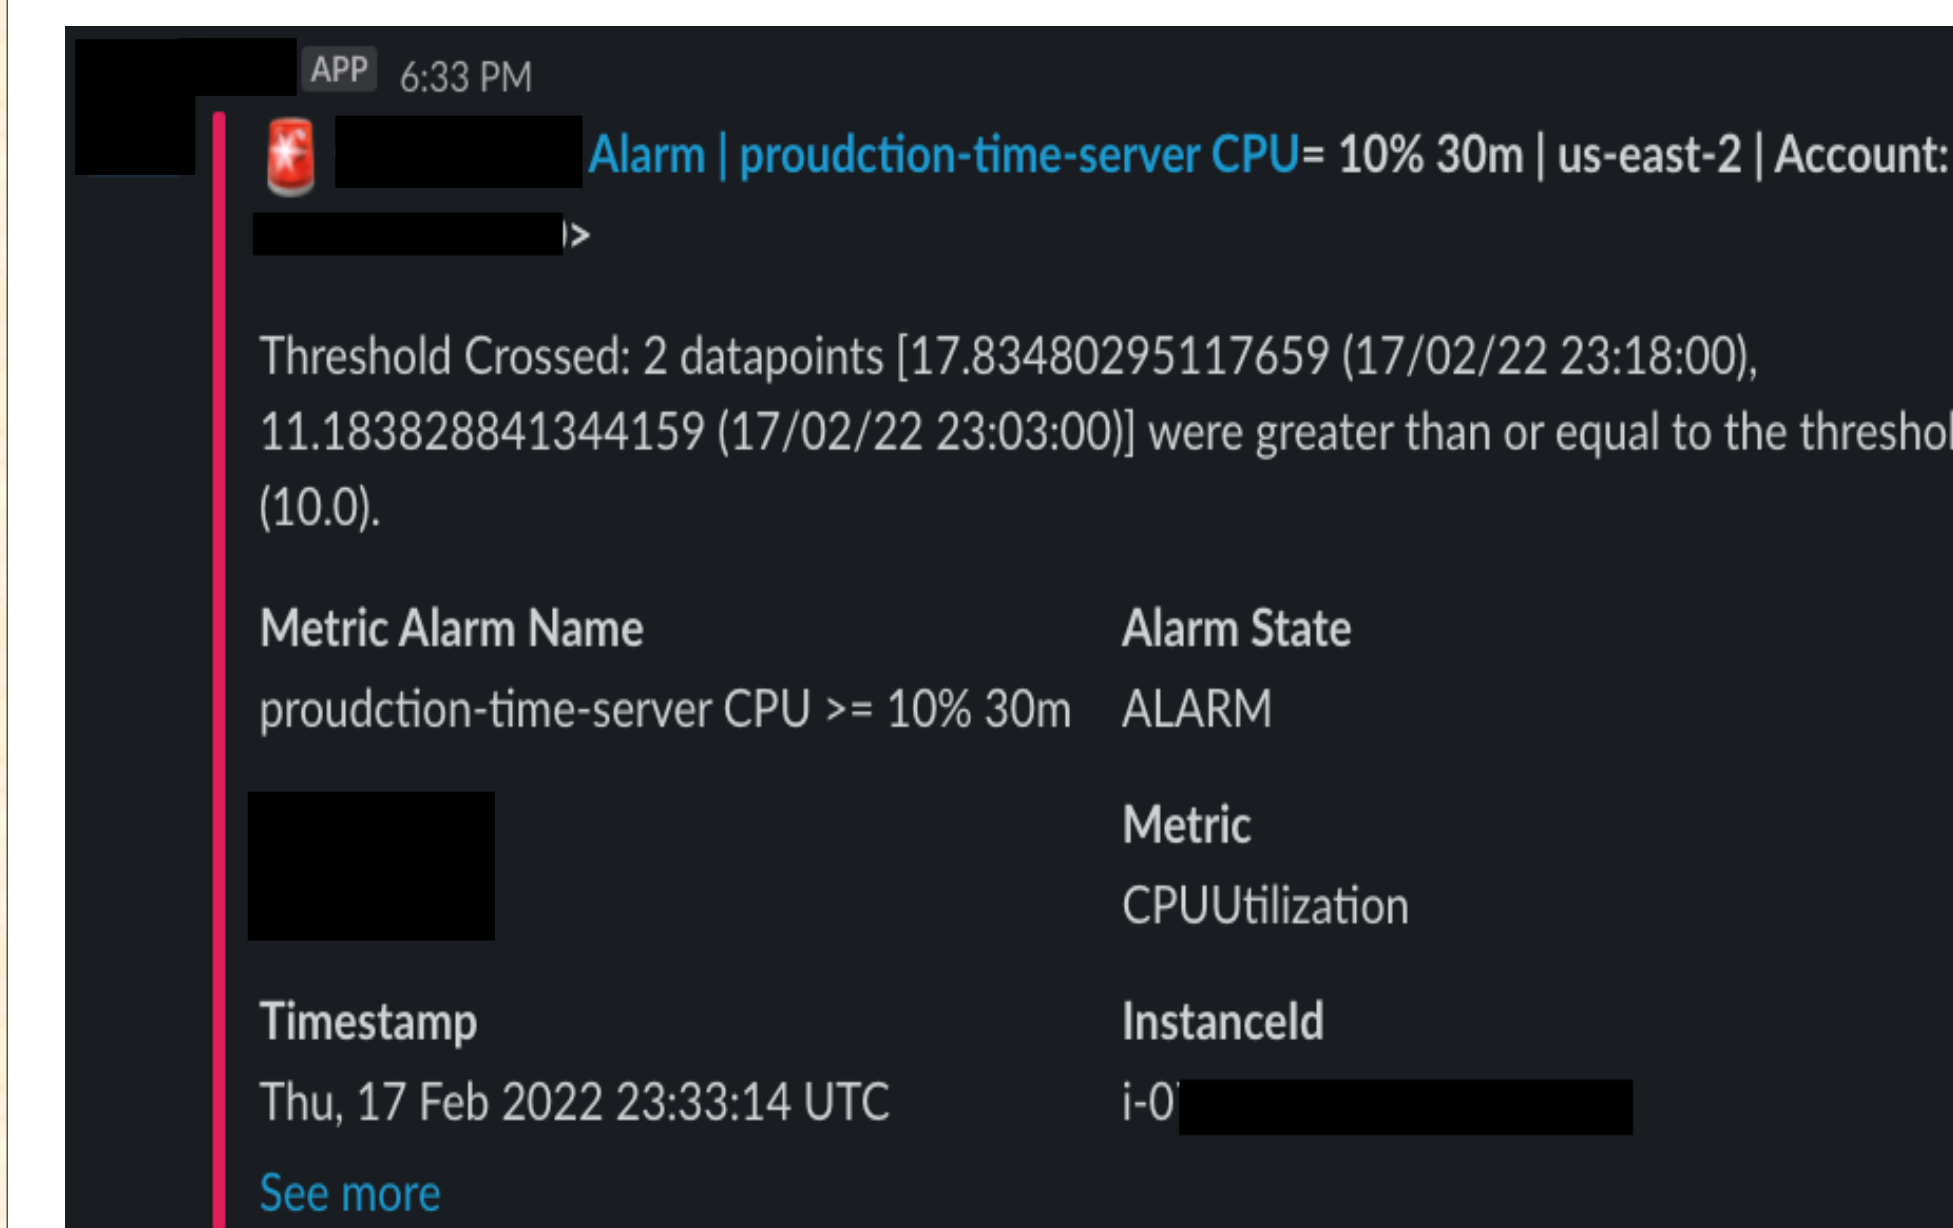 APP 6:33 PM
Alarm | proudction-time-server CPU= 10% 30m | us-east-2 | Account:
)>
Threshold Crossed: 2 datapoints [17.83480295117659 (17/02/22 23:18:00),
11.183828841344159 (17/02/22 23:03:00)] were greater than or equal to the threshol
(10.0).
Metric Alarm Name
Alarm State
proudction-time-server CPU >= 10% 30m
ALARM
Metric
CPUUtilization
Timestamp
InstanceId
Thu, 17 Feb 2022 23:33:14 UTC
i-0
See more